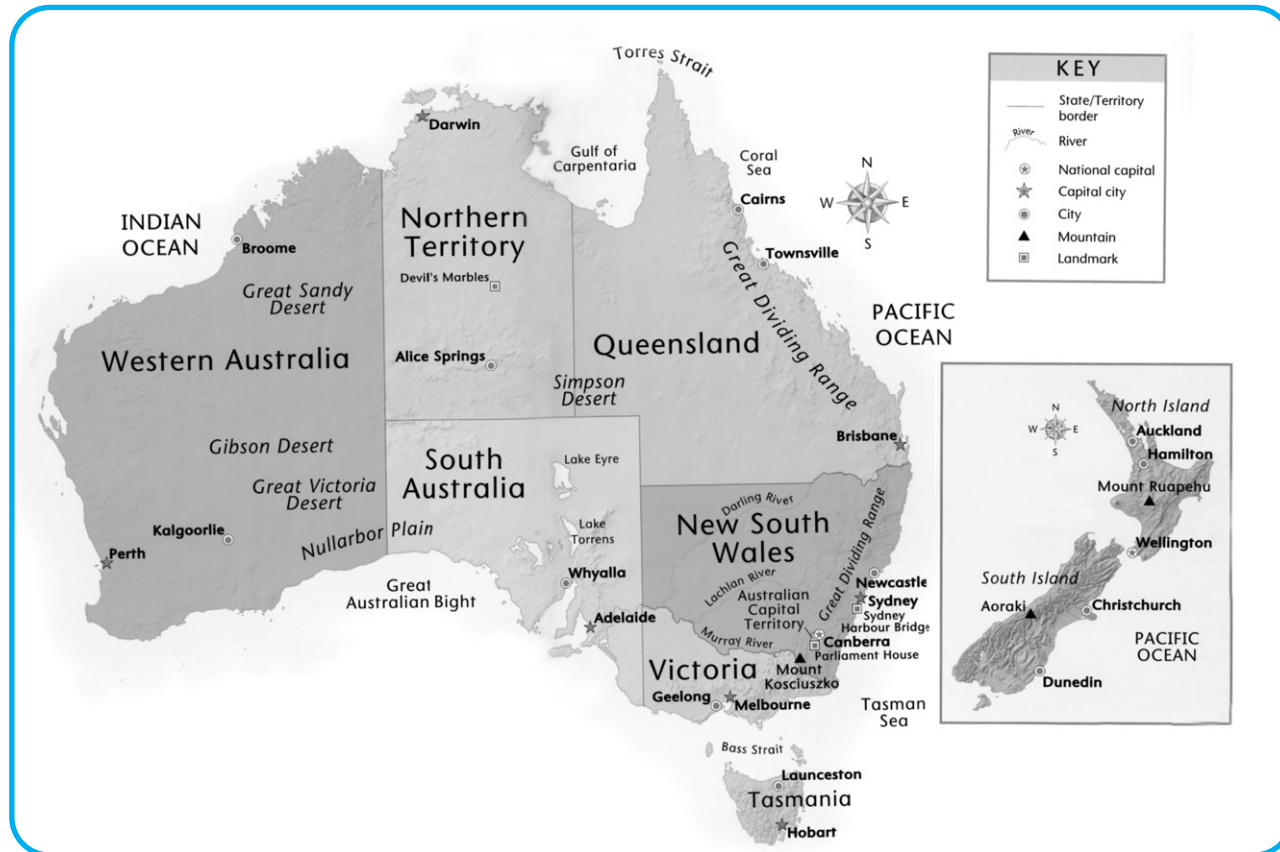 Torres Strait
KEY
State/Territory
border
River
River
National capital
Capital city
City
Mountain
Landmark
Darwin
Gulf of
Carpentaria
Coral
Sea
N
W
E
S
Cairns
INDIAN
OCEAN
Broome
Northern
Territory
Devil's Marbles
Townsville
Great Dividing Range
Great Sandy
Desert
PACIFIC
OCEAN
Western Australia
Alice Springs
Queensland
Simpson
Desert
Brisbane
Gibson Desert
South
Australia
Lake Eyre
Great Victoria
Desert
Darling River
Kalgoorlie
Nullarbor Plain
Lake
Torrens
New South
Wales
Great Dividing Range
Perth
Great
Australian Bight
Whyalla
Lachlan River
Australian
Capital
Territory
Newcastle
Sydney
Sydney
Harbour Bridge
Adelaide
Murray River
Canberra
Parliament House
Victoria
Mount
Kosciuszko
Geelong
Melbourne
Tasman
Sea
Bass Strait
Launceston
Tasmania
Hobart
N
W
E
S
North Island
Auckland
Hamilton
Mount Ruapehu
Wellington
South Island
Aoraki
Christchurch
PACIFIC
OCEAN
Dunedin